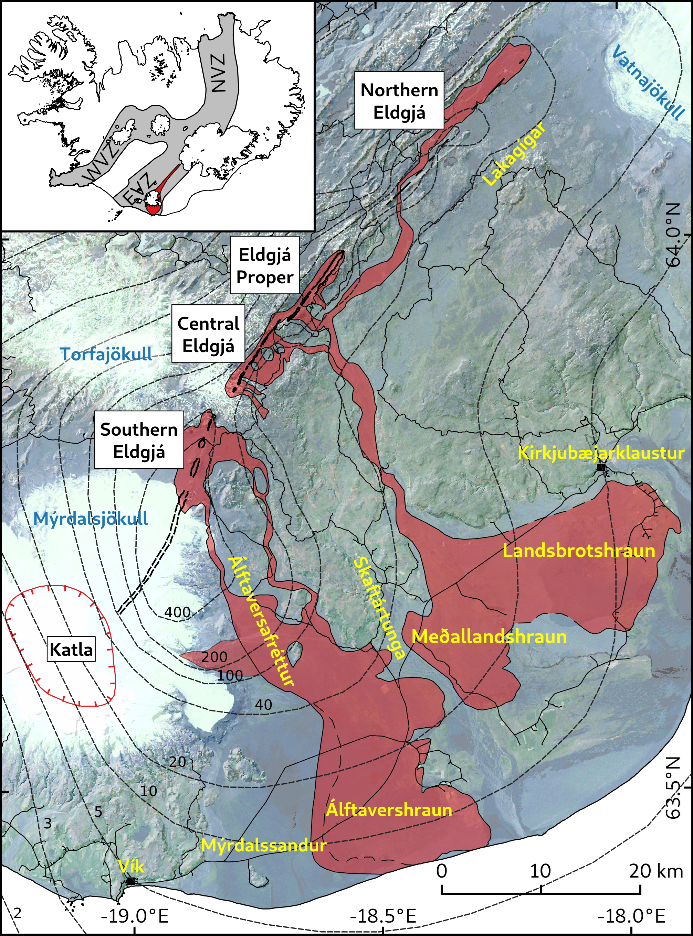 NVZ
WVZ
EVZ
Northern
Eldgjá
Vatnajökull
Lakagígar
64.0°N
Eldgjá
Proper
Central
Eldgjá
Torfajökull
Southern
Eldgjá
Kirkjubæjarklaustur
Mýrdalsjökull
Landsbrotshraun
Álftaversafréttur
Skaftártunga
400
Meðallandshraun
Katla
200
100
40
63.5°N
20
10
5
3
Álftavershraun
Mýrdalssandur
Vík
0
10
20 km
2
-19.0°E
-18.5°E
-18.0°E